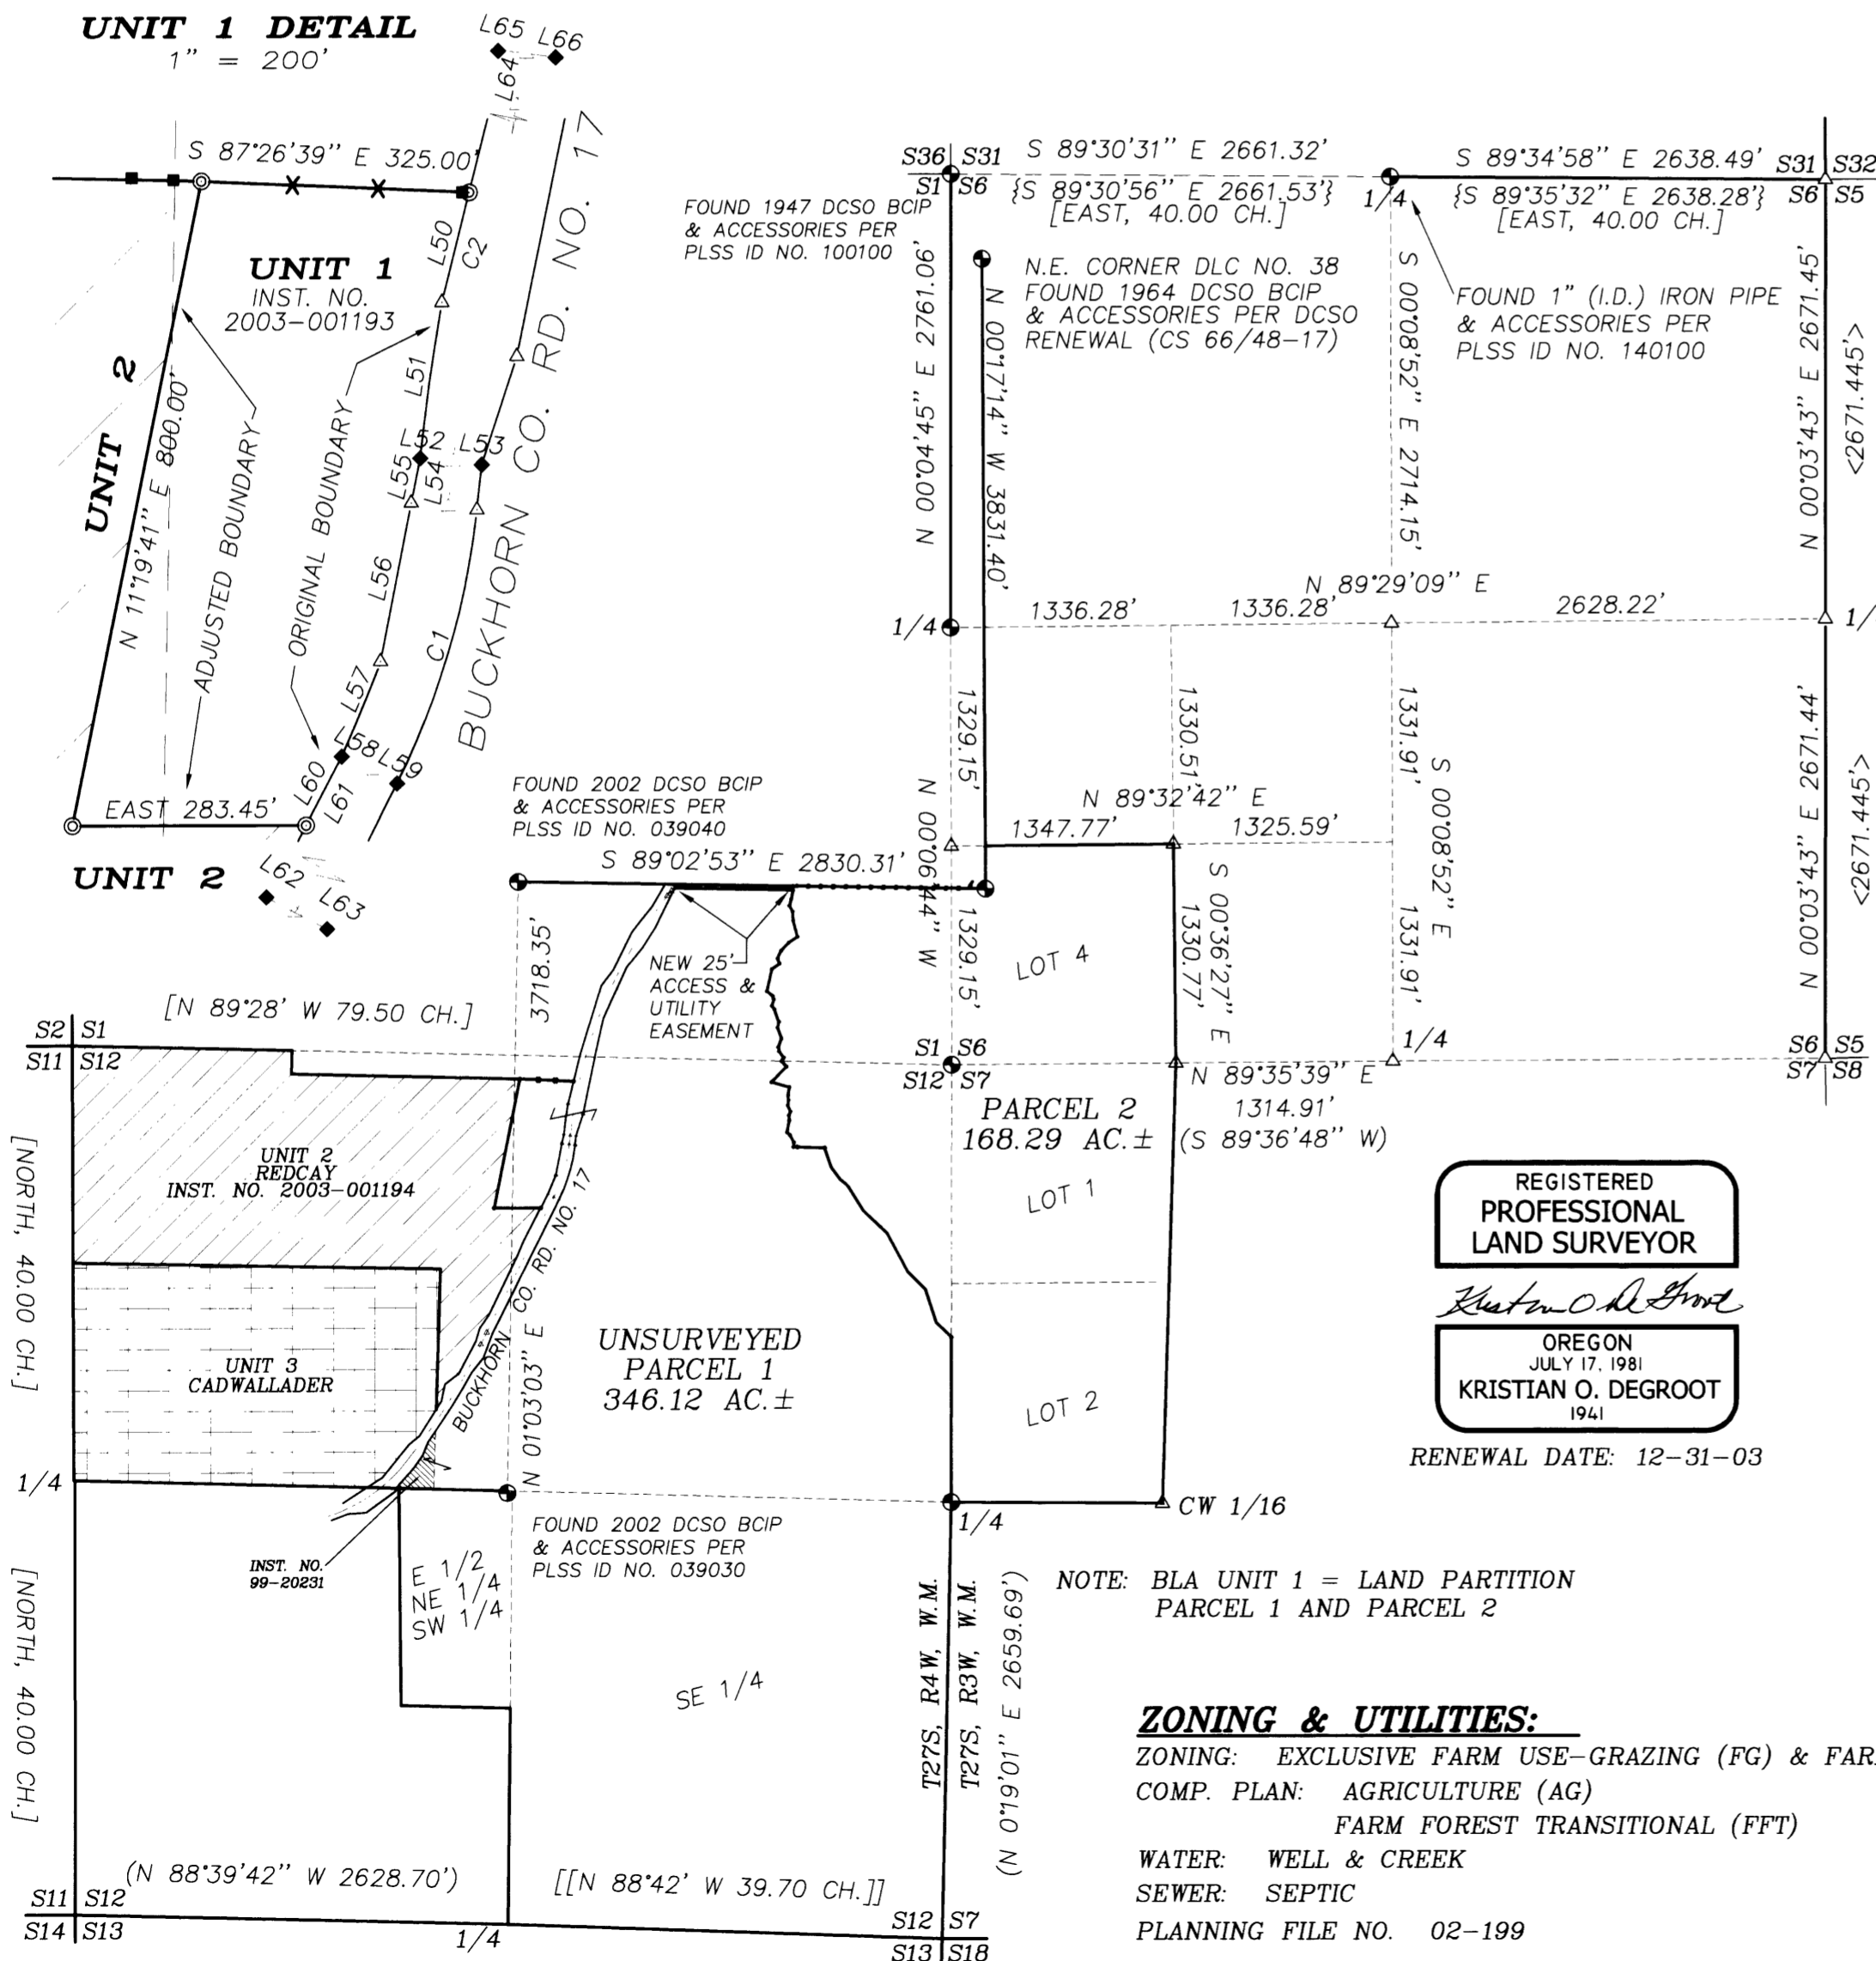 UNIT 1 DETAIL
1" = 200'
L65 L66
L64
S 87°26'39" E 325.00'
UNIT 1
INST. NO.
2003-001193
L50
C2
L51
L52
L53
L55
L54
L56
C1
L57
L58
L59
L60
L61
L62
L63
BUCKHORN CO. RD. NO. 17
UNIT 2
N 11°19'41" E 800.00'
ADJUSTED BOUNDARY
ORIGINAL BOUNDARY
EAST 283.45'
UNIT 2
S36 S31
S1 S6
S 89°30'31" E 2661.32'
{S 89°30'56" E 2661.53'}
[EAST, 40.00 CH.]
1/4
S 89°34'58" E 2638.49'
{S 89°35'32" E 2638.28'}
[EAST, 40.00 CH.]
S31 S32
S6 S5
FOUND 1947 DCSO BCIP
& ACCESSORIES PER
PLSS ID NO. 100100
N.E. CORNER DLC NO. 38
FOUND 1964 DCSO BCIP
& ACCESSORIES PER DCSO
RENEWAL (CS 66/48-17)
FOUND 1" (I.D.) IRON PIPE
& ACCESSORIES PER
PLSS ID NO. 140100
N 00°04'45" E 2761.06'
N 00°17'14" W 3831.40'
S 00°08'52" E 2714.15'
N 00°03'43" E 2671.45'
<2671.445'>
N 89°29'09" E
1336.28'
1336.28'
2628.22'
1/4
1/
1329.15'
1330.51'
1331.91'
S 00°08'52" E
N 00°03'43" E 2671.44'
<2671.445'>
N 89°32'42" E
1347.77'
1325.59'
N 00°06'44" W
1329.15'
S 00°36'27" E
1330.77'
1331.91'
FOUND 2002 DCSO BCIP
& ACCESSORIES PER
PLSS ID NO. 039040
S 89°02'53" E 2830.31'
3718.35'
NEW 25'
ACCESS &
UTILITY
EASEMENT
LOT 4
[N 89°28' W 79.50 CH.]
S2 S1
S11 S12
S1 S6
S12 S7
1/4
S6 S5
S7 S8
N 89°35'39" E
1314.91'
(S 89°36'48" W)
PARCEL 2
168.29 AC.±
LOT 1
LOT 2
[NORTH, 40.00 CH.]
UNIT 2
REDCAY
INST. NO. 2003-001194
UNIT 3
CADWALLADER
BUCKHORN CO. RD. NO. 17
N 01°03'03" E
UNSURVEYED
PARCEL 1
346.12 AC.±
REGISTERED
PROFESSIONAL
LAND SURVEYOR
Kristian O DeGroot
OREGON
JULY 17, 1981
KRISTIAN O. DEGROOT
1941
RENEWAL DATE: 12-31-03
1/4
1/4
CW 1/16
FOUND 2002 DCSO BCIP
& ACCESSORIES PER
PLSS ID NO. 039030
INST. NO.
99-20231
E 1/2
NE 1/4
SW 1/4
SE 1/4
[NORTH, 40.00 CH.]
T27S, R4W, W.M.
T27S, R3W, W.M.
(N 0°19'01" E 2659.69')
NOTE: BLA UNIT 1 = LAND PARTITION
PARCEL 1 AND PARCEL 2
ZONING & UTILITIES:
ZONING: EXCLUSIVE FARM USE-GRAZING (FG) & FAR
COMP. PLAN: AGRICULTURE (AG)
FARM FOREST TRANSITIONAL (FFT)
WATER: WELL & CREEK
SEWER: SEPTIC
PLANNING FILE NO. 02-199
(N 88°39'42" W 2628.70')
[[N 88°42' W 39.70 CH.]]
S11 S12
S14 S13
1/4
S12 S7
S13 S18